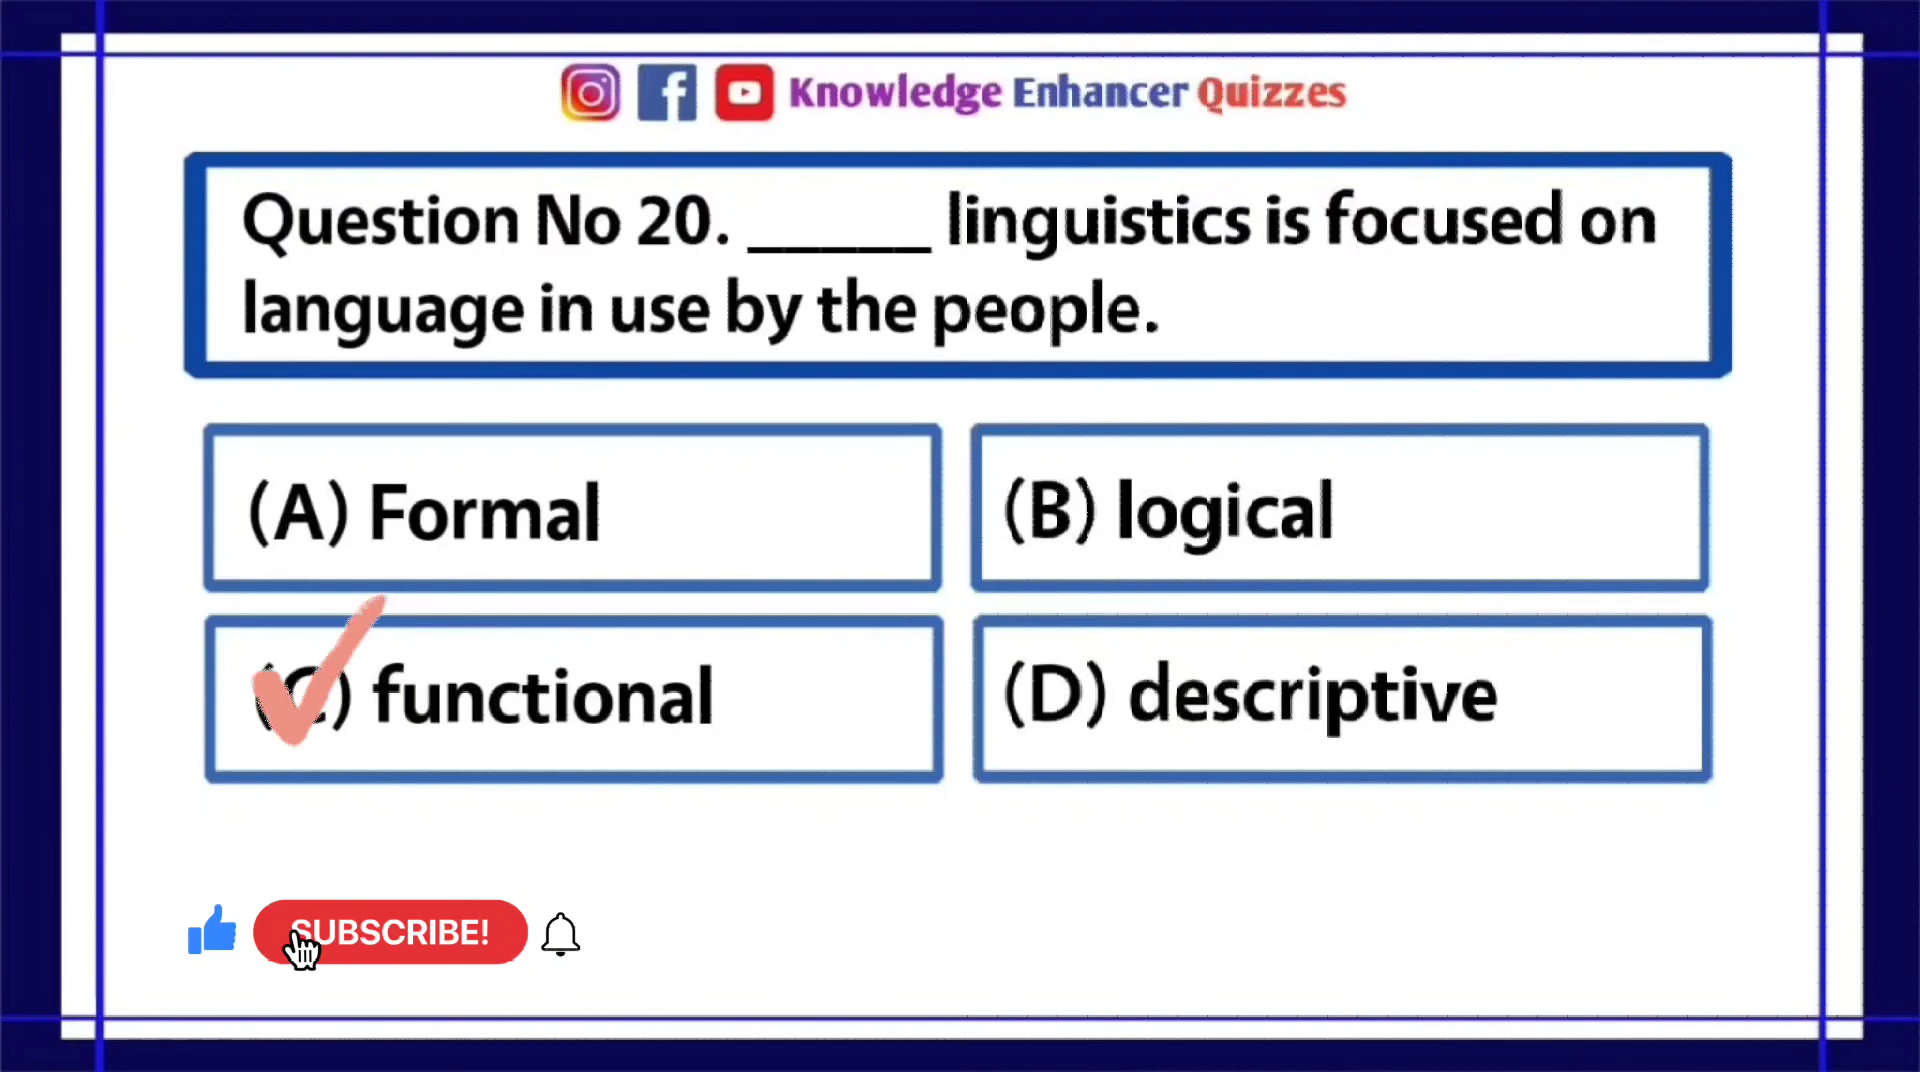 Knowledge Enhancer Quizzes
Question No 20. _____ linguistics is focused on
language in use by the people.
(A) Formal
(B) logical
(C) functional
(D) descriptive
SUBSCRIBE!